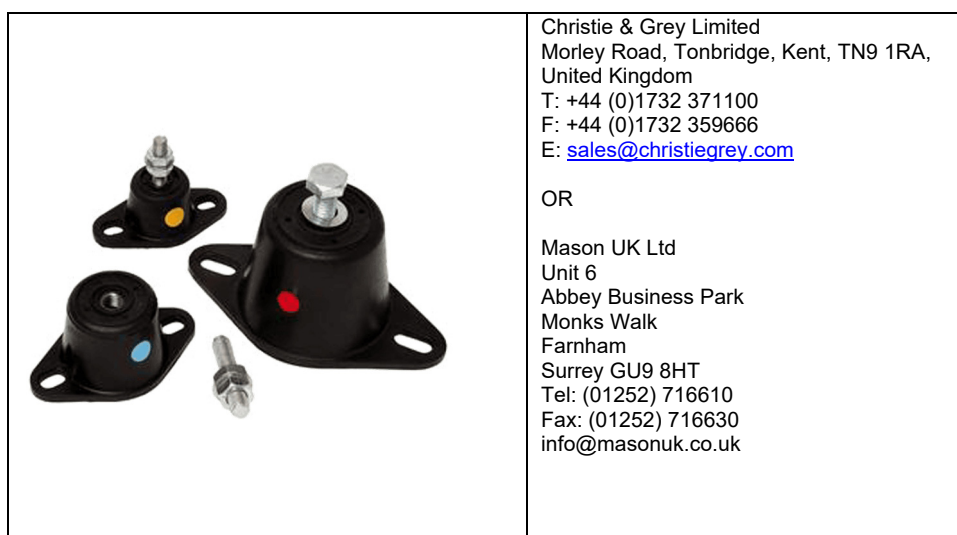 Christie & Grey Limited
Morley Road, Tonbridge, Kent, TN9 1RA,
United Kingdom
T: +44 (0)1732 371100
F: +44 (0)1732 359666
E: sales@christiegrey.com
OR
Mason UK Ltd
Unit 6
Abbey Business Park
Monks Walk
Farnham
Surrey GU9 8HT
Tel: (01252) 716610
Fax: (01252) 716630
info@masonuk.co.uk